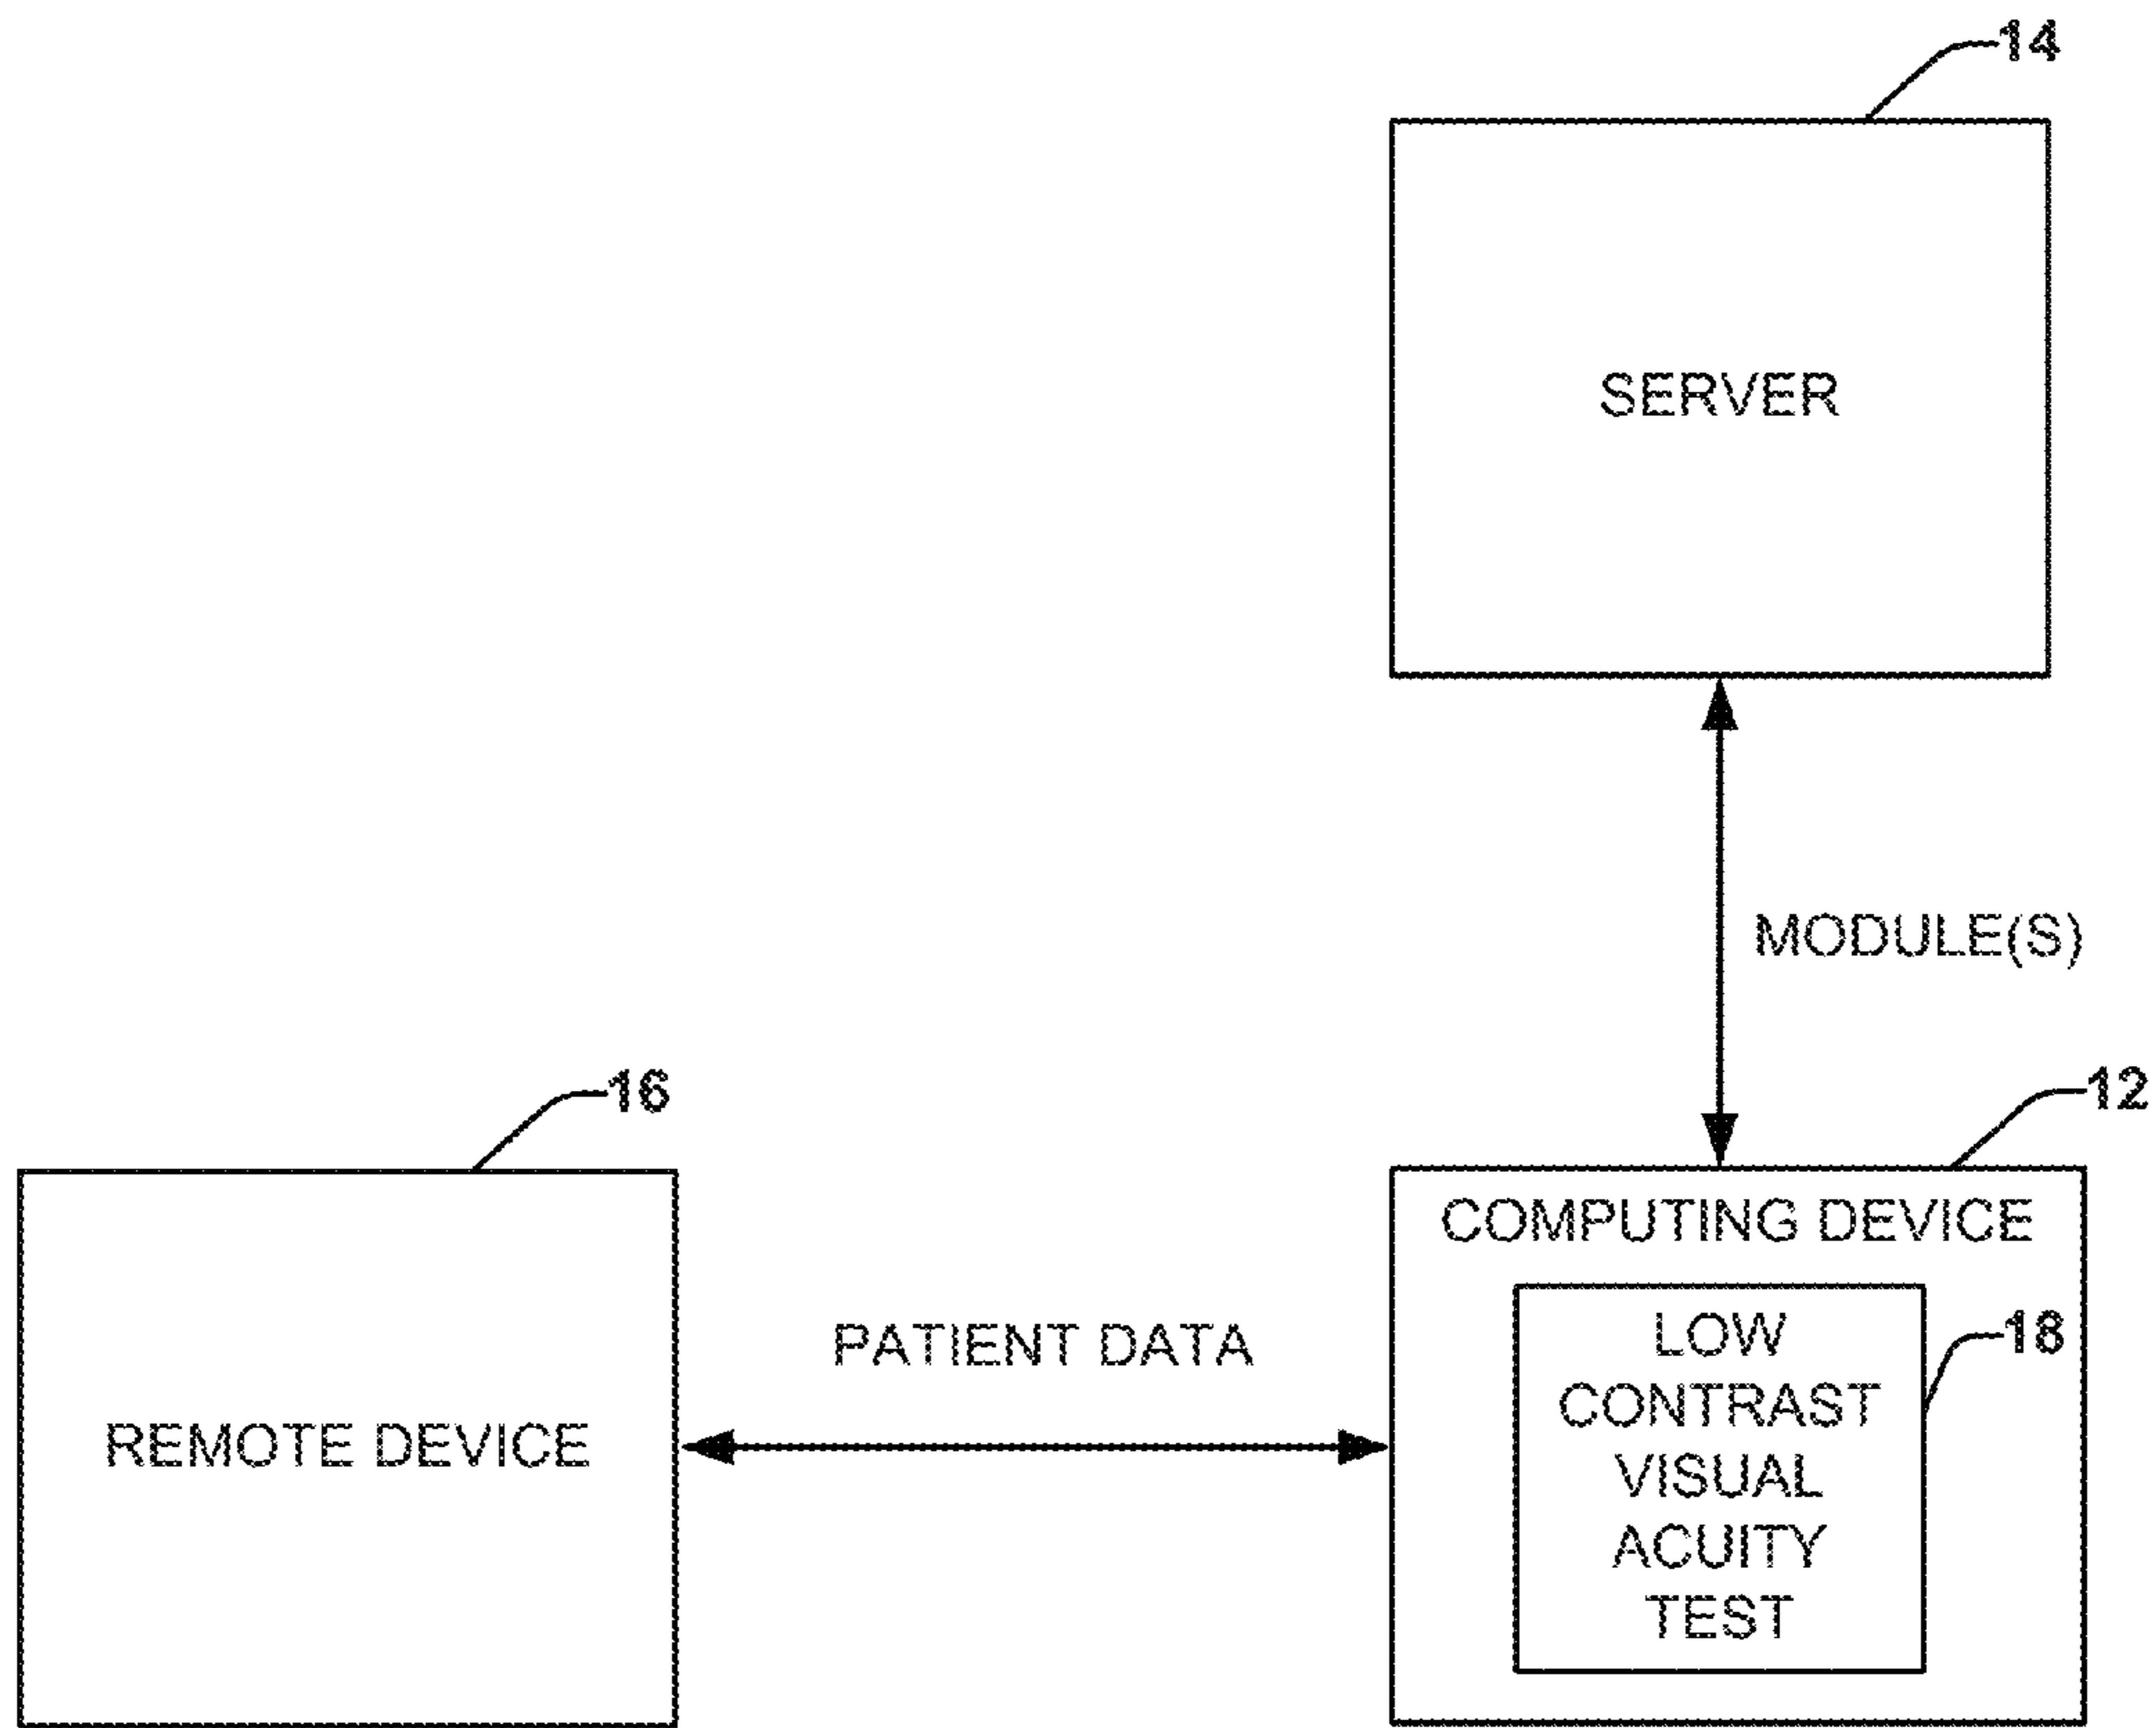 14
SERVER
MODULE(S)
16
12
COMPUTING DEVICE
REMOTE DEVICE
PATIENT DATA
LOW
CONTRAST
VISUAL
ACUITY
TEST
18